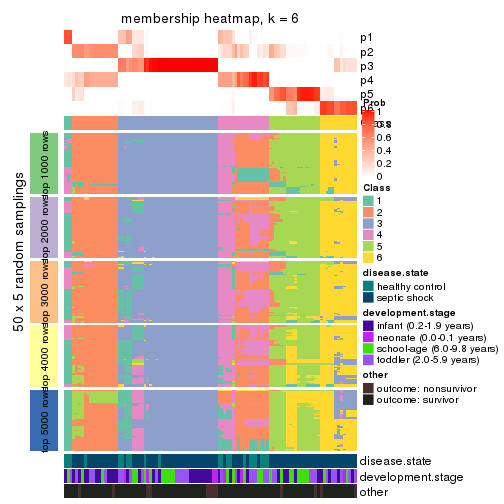 membership heatmap, k = 6
p1
p2
p3
p4
p5
p6
Prob
1
0.8
0.6
0.4
0.2
0
Class
1
2
3
4
5
6
disease.state
healthy control
septic shock
development.stage
infant (0.2-1.9 years)
neonate (0.0-0.1 years)
school-age (6.0-9.8 years)
toddler (2.0-5.9 years)
other
outcome: nonsurvivor
outcome: survivor
50 x 5 random samplings
top 1000 rows
top 2000 rows
top 3000 rows
top 4000 rows
top 5000 rows
disease.state
development.stage
other